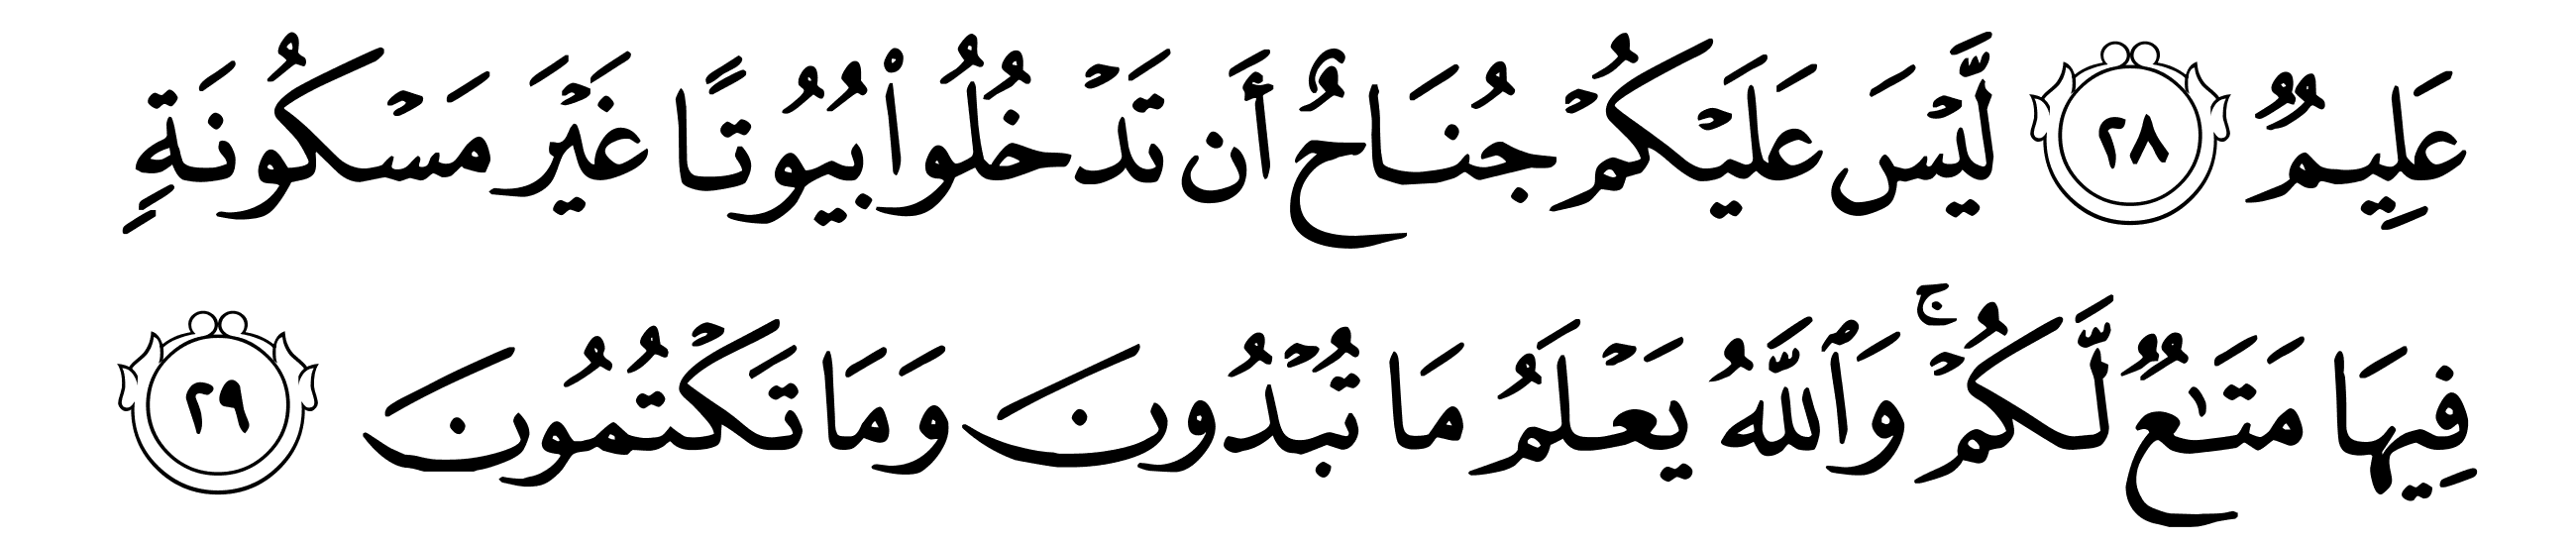 عَلِيمٌ ٢٨ لَّيْسَ عَلَيْكُمْ جُنَاحٌ أَن تَدْخُلُوا۟ بُيُوتًا غَيْرَ مَسْكُونَةٍ
فِيهَا مَتَـٰعٌ لَّكُمْ ۚ وَٱللَّهُ يَعْلَمُ مَا تُبْدُونَ وَمَا تَكْتُمُونَ ٢٩